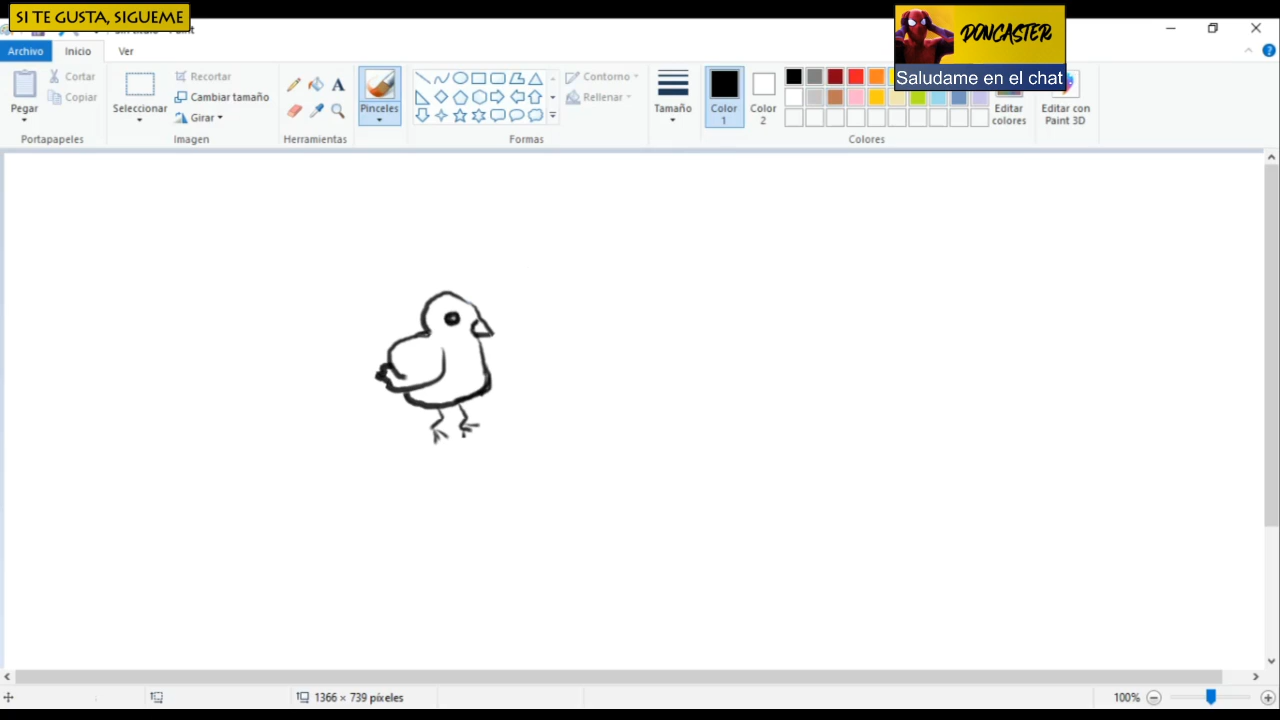 SI TE GUSTA, SIGUEME
DONCASTER
Saludame en el chat
Archivo
Inicio
Ver
Pegar
Cortar
Copiar
Portapapeles
Seleccionar
Recortar
Cambiar tamaño
Girar
Imagen
A
Herramientas
Pinceles
Contorno
Rellenar
Formas
Tamaño
Color
1
Color
2
Editar
colores
Colores
Editar con
Paint 3D
1366 × 739 píxeles
100%